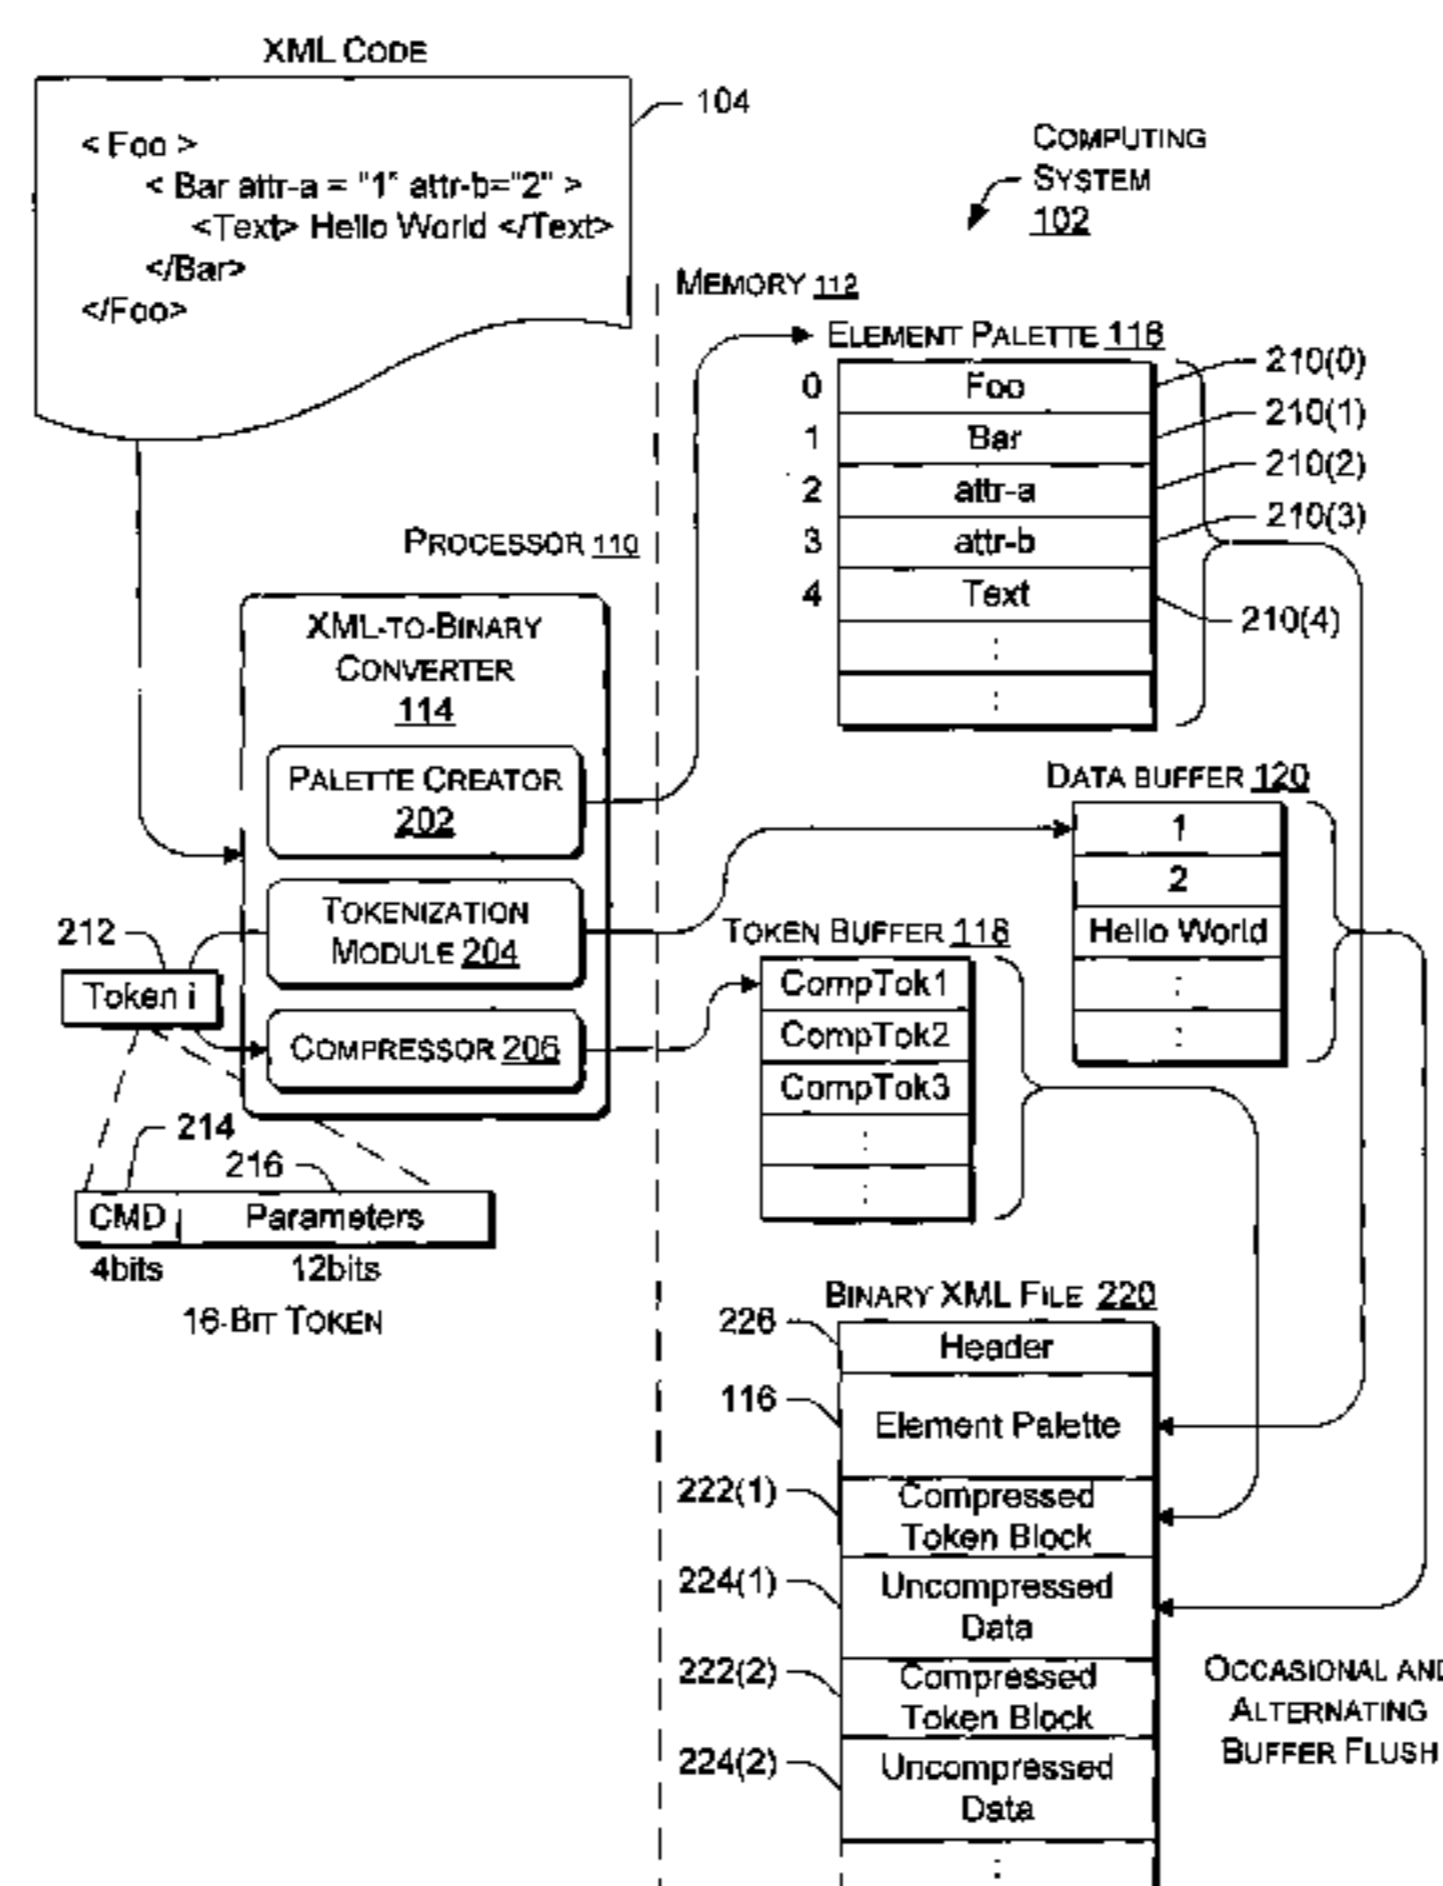 XML CODE
104
< Foo >
< Bar attr-a = "1" attr-b="2" >
<Text> Hello World </Text>
</Bar>
</Foo>
COMPUTING
SYSTEM
102
MEMORY 112
ELEMENT PALETTE 116
0 Foo 210(0)
1 Bar 210(1)
2 attr-a 210(2)
3 attr-b 210(3)
4 Text 210(4)
:
:
PROCESSOR 110
XML-TO-BINARY
CONVERTER
114
PALETTE CREATOR
202
TOKENIZATION
MODULE 204
COMPRESSOR 206
212
Token i
214
216
CMD Parameters
4bits 12bits
16-BIT TOKEN
DATA BUFFER 120
1
2
Hello World
:
:
TOKEN BUFFER 118
CompTok1
CompTok2
CompTok3
:
:
BINARY XML FILE 220
226 Header
116 Element Palette
222(1) Compressed
Token Block
224(1) Uncompressed
Data
222(2) Compressed
Token Block
224(2) Uncompressed
Data
:
OCCASIONAL AND
ALTERNATING
BUFFER FLUSH